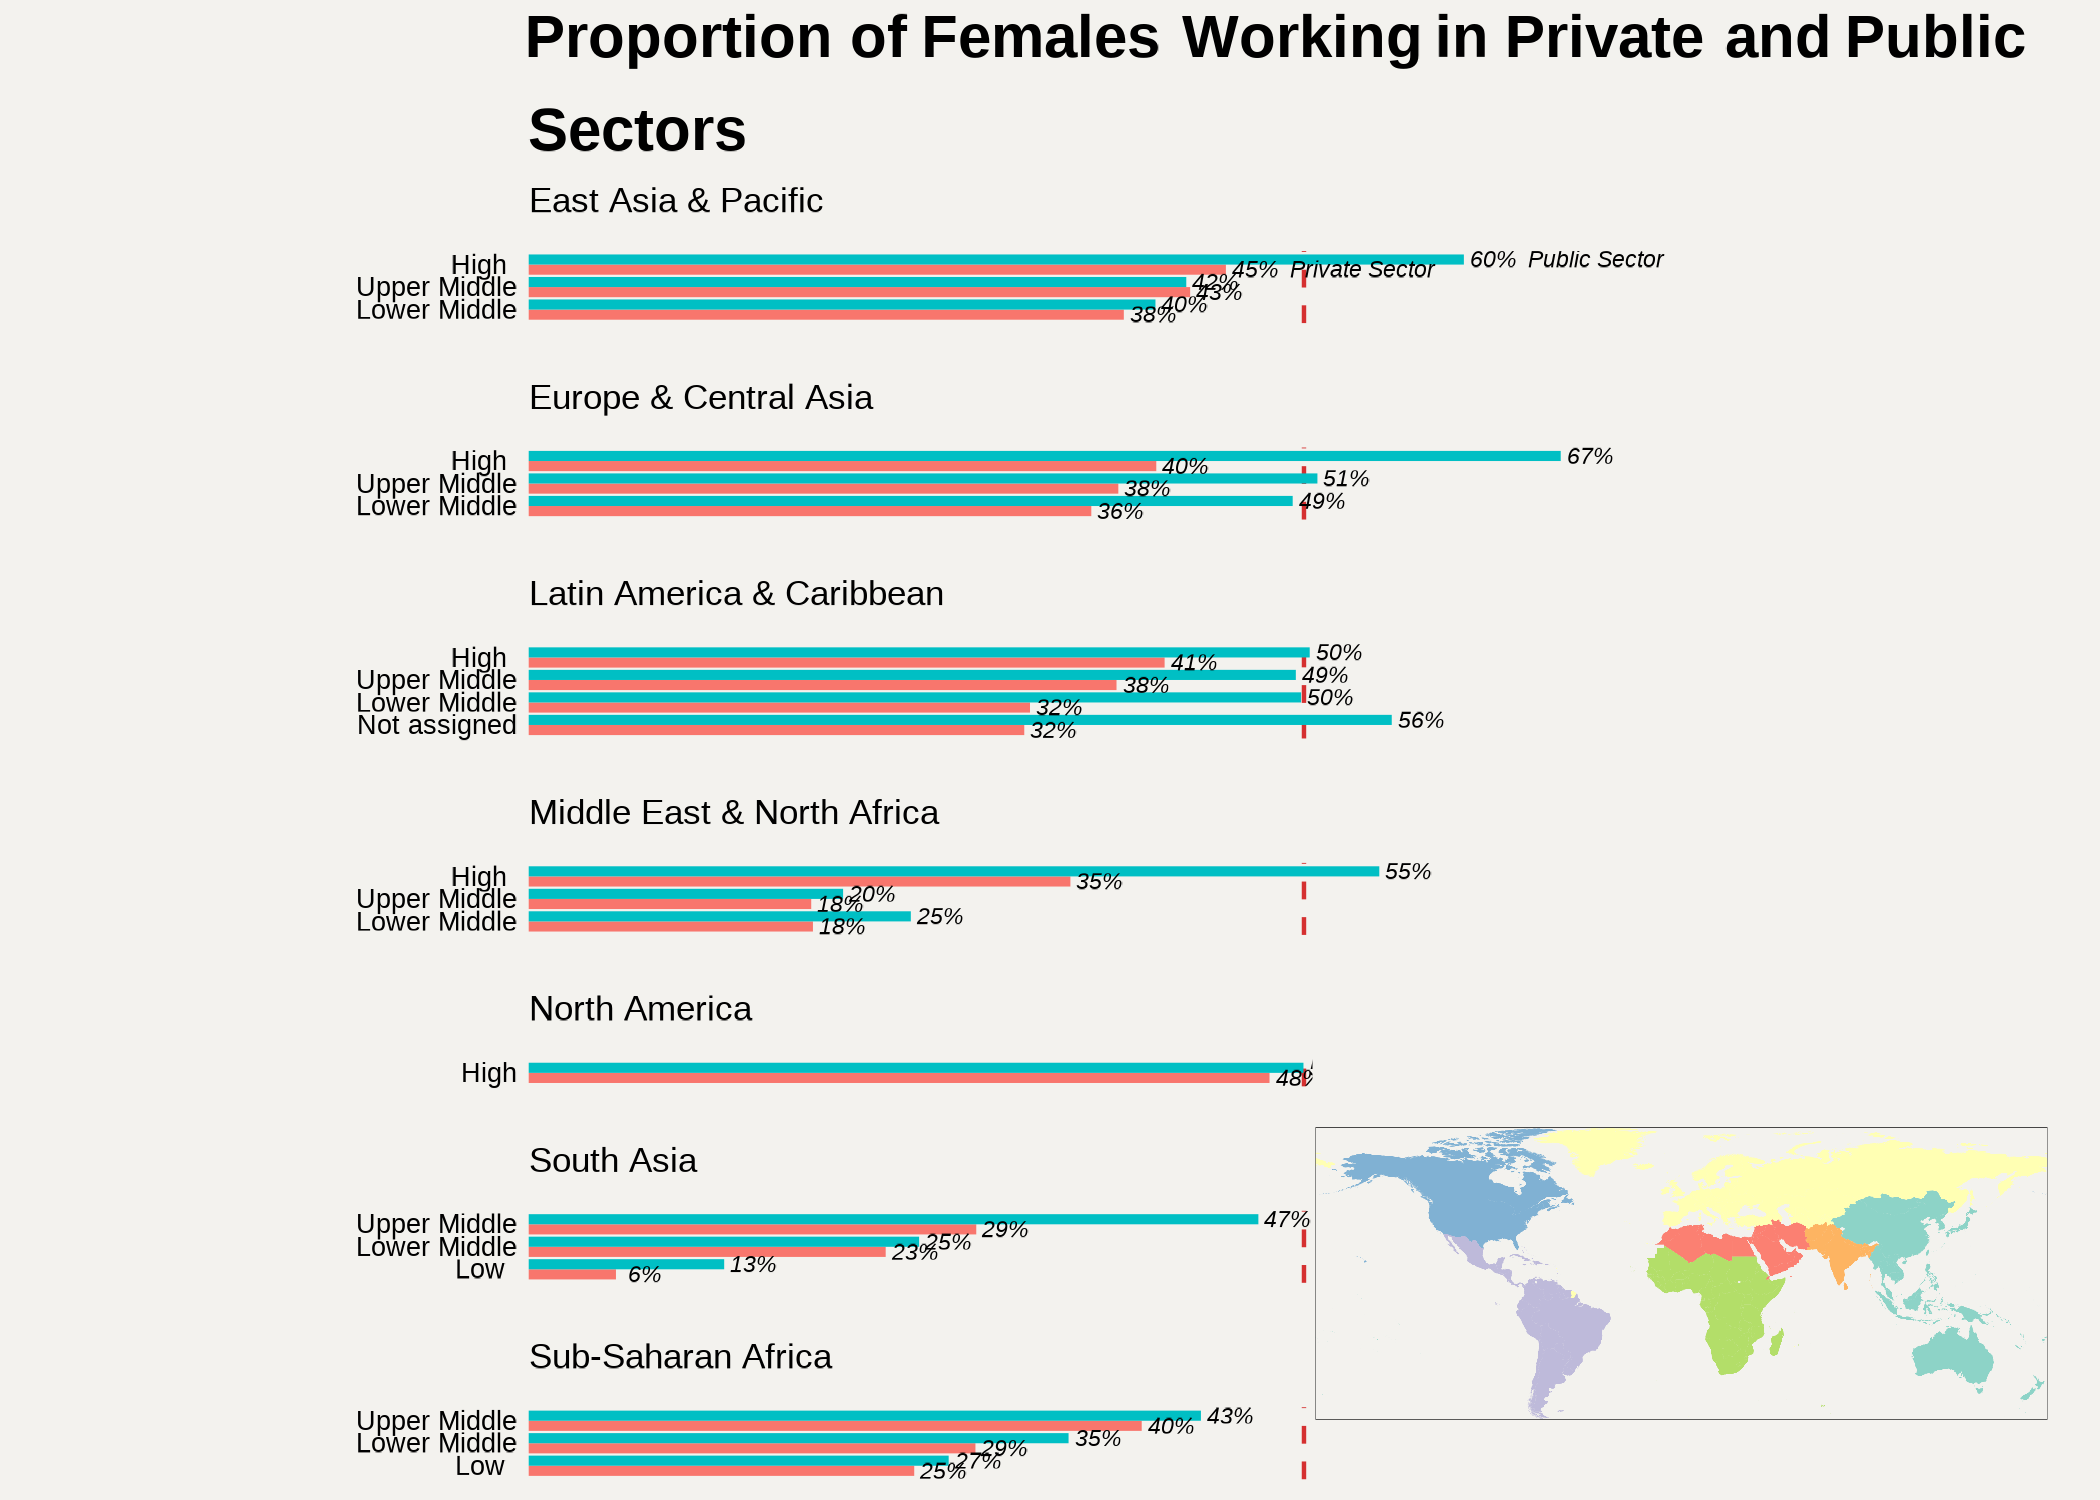 Proportion of Females Working in Private and Public
Sectors
East Asia & Pacific
High 60% Public Sector
45% Private Sector
Upper Middle 42%
43%
Lower Middle 40%
38%
Europe & Central Asia
High 67%
40%
Upper Middle 51%
38%
Lower Middle 49%
36%
Latin America & Caribbean
High 50%
41%
Upper Middle 49%
38%
Lower Middle 50%
32%
Not assigned 56%
32%
Middle East & North Africa
High 55%
35%
Upper Middle 20%
18%
Lower Middle 25%
18%
North America
High
48%
South Asia
Upper Middle 47%
29%
Lower Middle 25%
23%
Low 13%
6%
Sub-Saharan Africa
Upper Middle 43%
40%
Lower Middle 35%
29%
Low 27%
25%